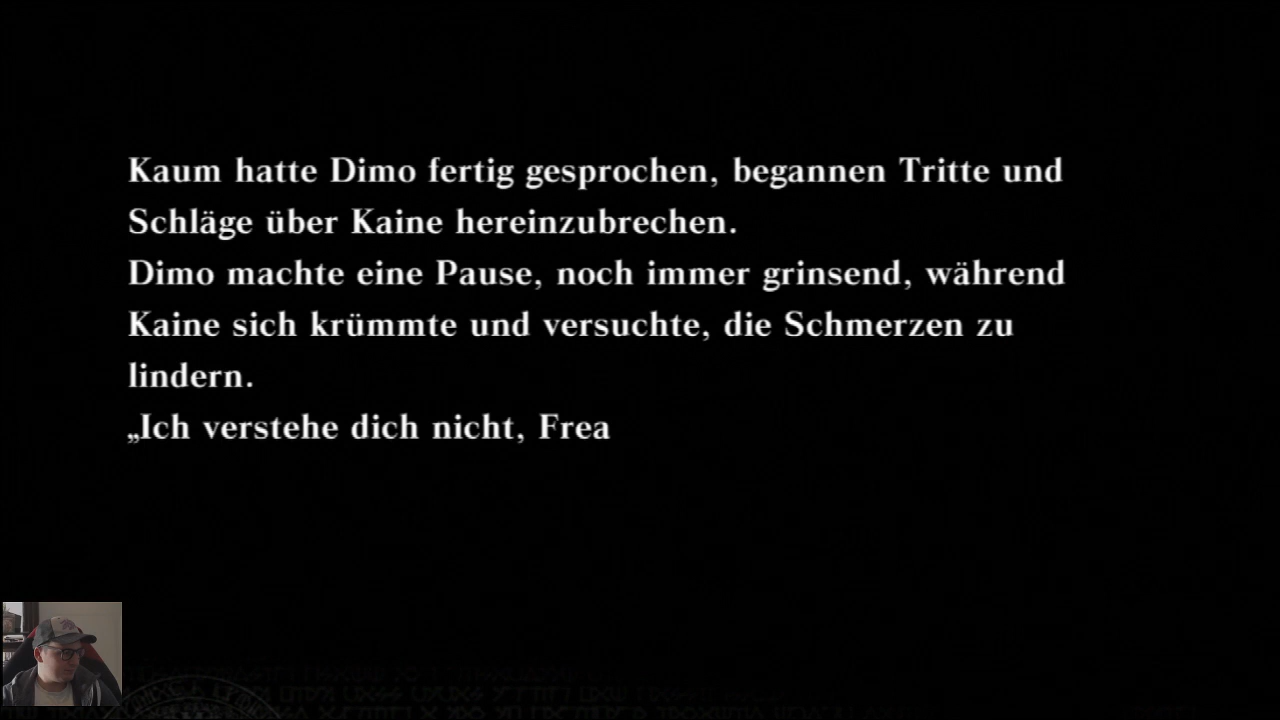 Kaum hatte Dimo fertig gesprochen, begannen Tritte und
Schläge über Kaine hereinzubrechen.
Dimo machte eine Pause, noch immer grinsend, während
Kaine sich krümmte und versuchte, die Schmerzen zu
lindern.
„Ich verstehe dich nicht, Frea